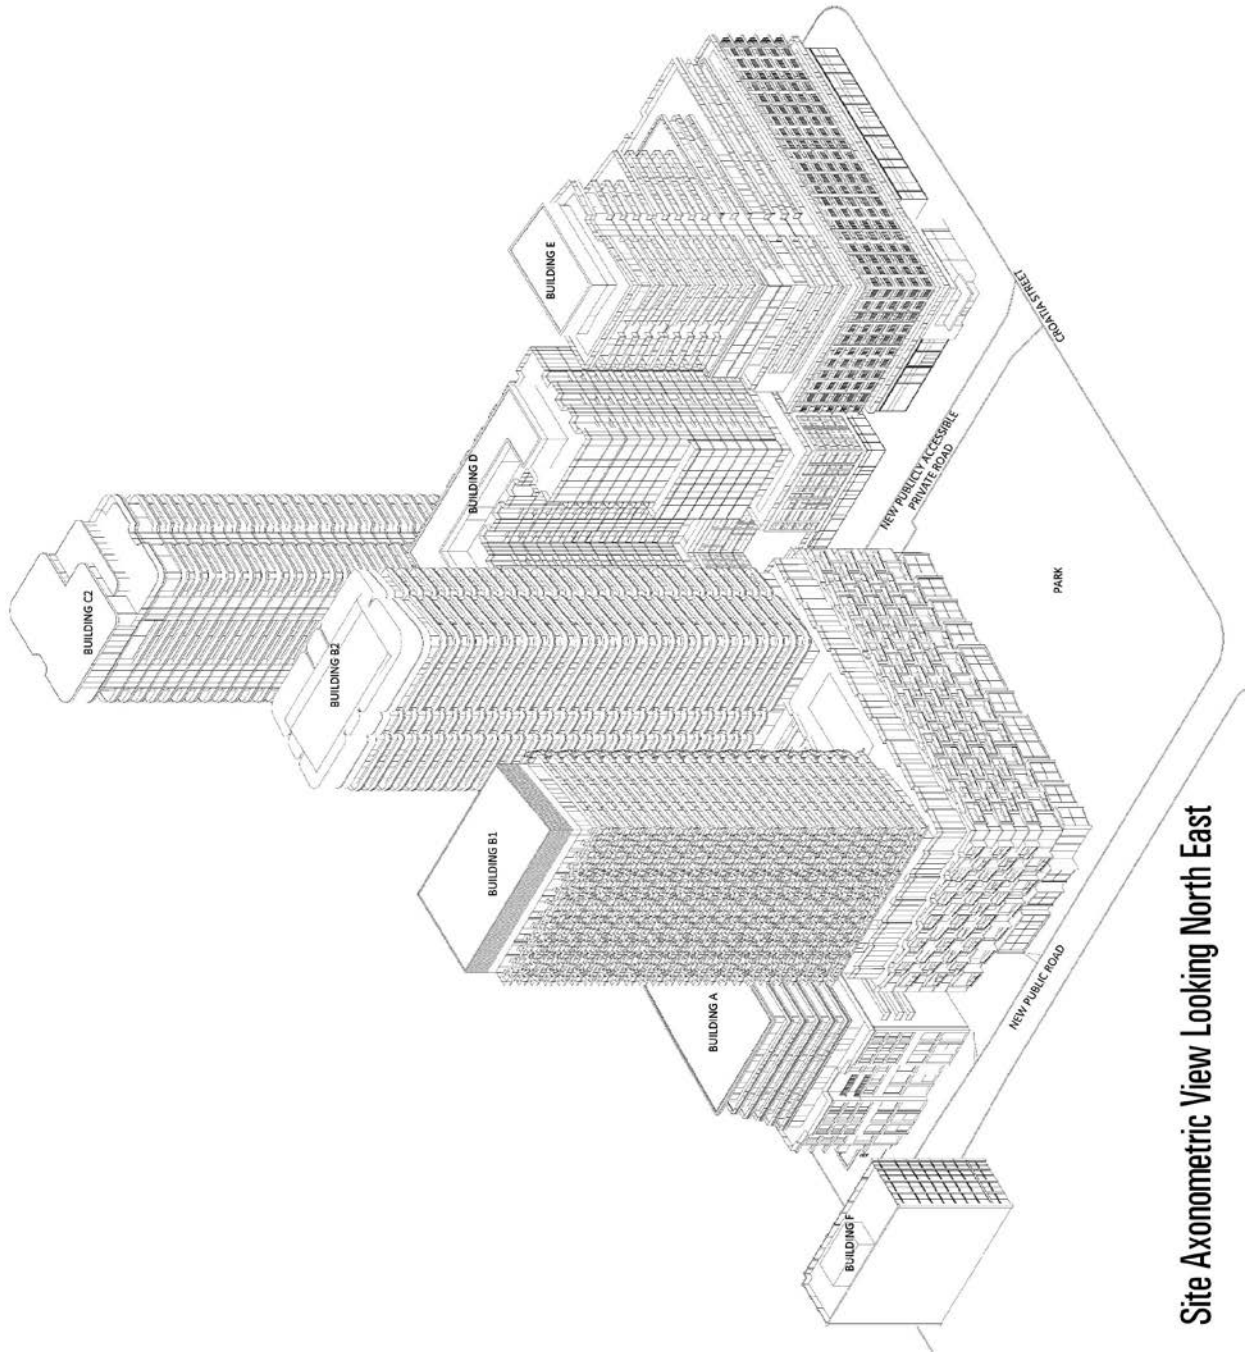 BUILDING C2
BUILDING E
BUILDING D
BUILDING B2
BUILDING B1
BUILDING A
BUILDING F
CROATIA STREET
NEW PUBLICLY ACCESSIBLE
PRIVATE ROAD
PARK
NEW PUBLIC ROAD
Site Axonometric View Looking North East